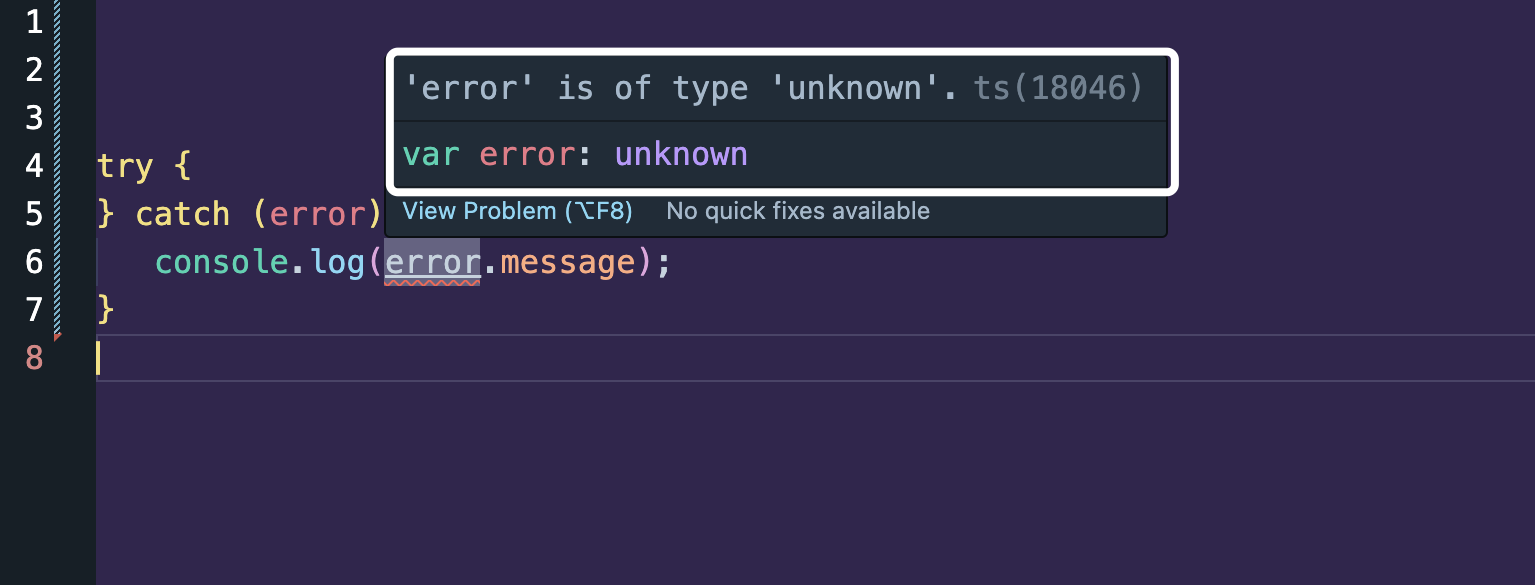 1
2
3
'error' is of type 'unknown'. ts(18046)
var error: unknown
View Problem (⌥F8) No quick fixes available
4 try {
5 } catch (error)
6 console.log(error.message);
7 }
8